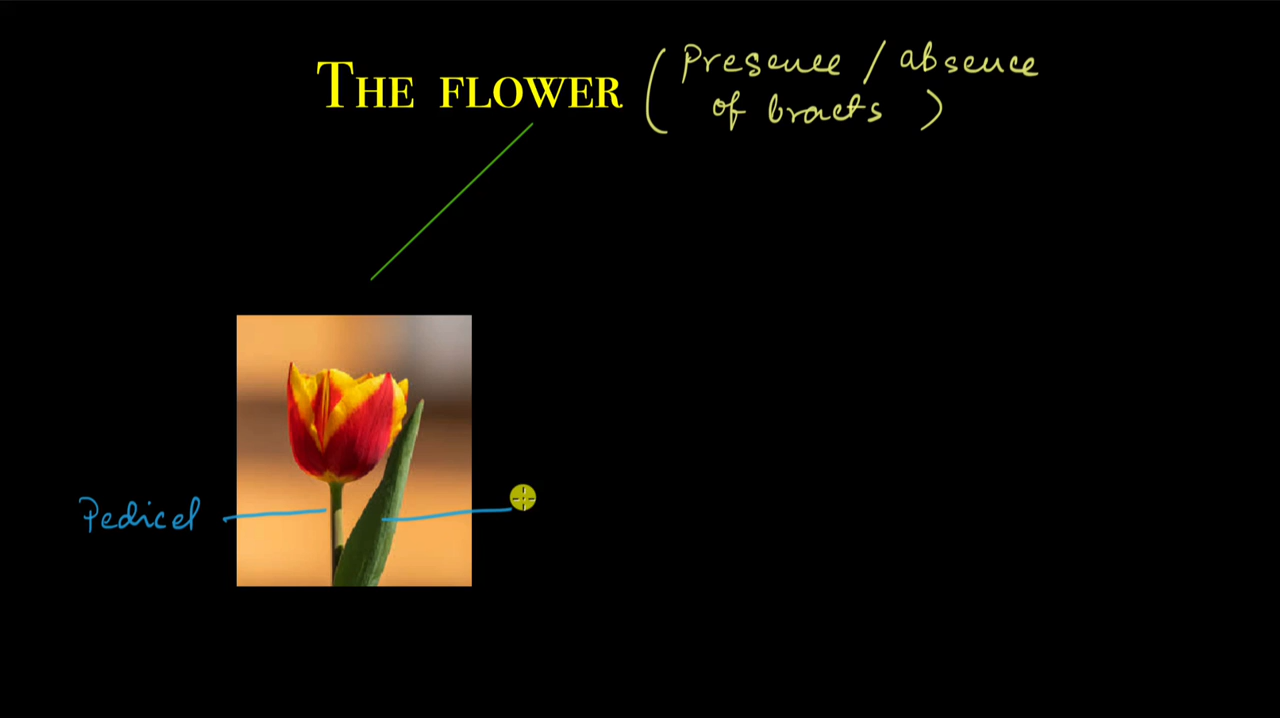 THE FLOWER (Presence / absence
of bracts )
Pedicel